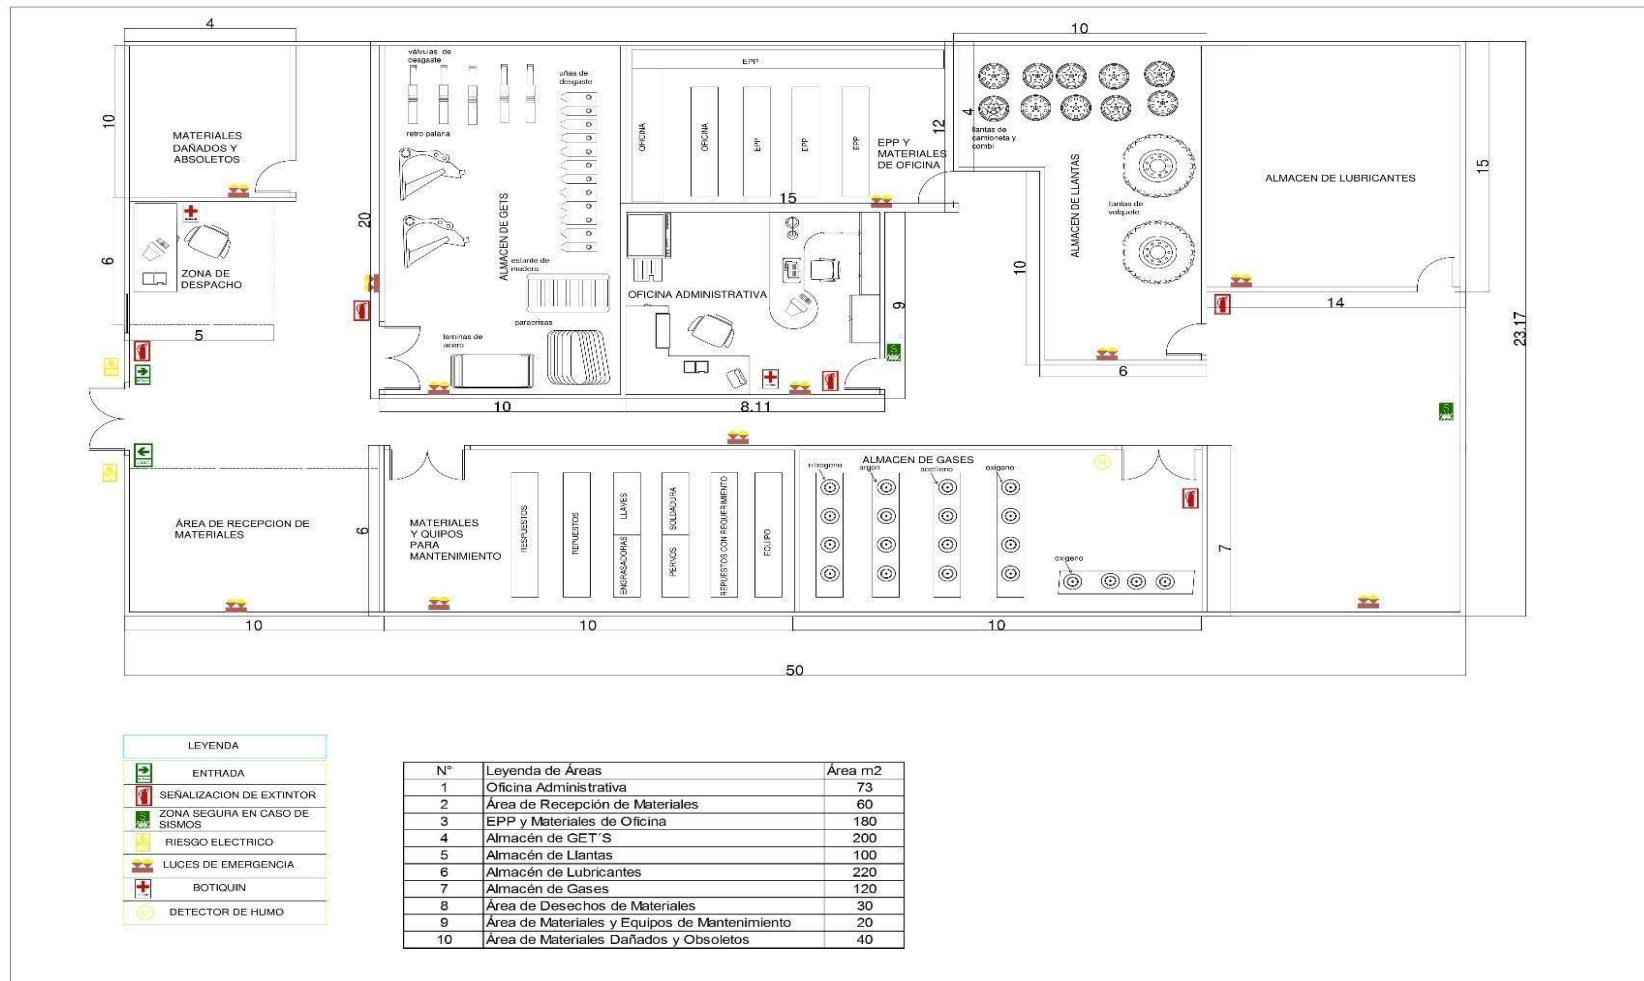 4
10
10
MATERIALES
DAÑADOS Y
ABSOLETOS
6
ZONA DE
DESPACHO
5
20
válvulas de
desgaste
uñas de
desgaste
retro palana
ALMACEN DE GETS
estante de
madera
parabrisas
laminas de
acero
10
EPP
OFICINA
OFICINA
EPP
EPP
EPP
EPP Y
MATERIALES
DE OFICINA
12
15
OFICINA ADMINISTRATIVA
9
8.11
4
llantas de
camioneta y
combi
ALMACEN DE LLANTAS
llantas de
volquete
10
6
ALMACEN DE LUBRICANTES
15
14
23.17
ÁREA DE RECEPCION DE
MATERIALES
6
MATERIALES
Y QUIPOS
PARA
MANTENIMIENTO
RESPUESTOS
REPUESTOS
ENGRASADORAS
LLAVES
PERNOS
SOLDADURA
REPUESTOS CON REQUERIMIENTO
EQUIPO
ALMACEN DE GASES
nitrogeno
argon
acetileno
oxigeno
oxigeno
7
10
10
10
50
LEYENDA
ENTRADA
SEÑALIZACION DE EXTINTOR
ZONA SEGURA EN CASO DE
SISMOS
RIESGO ELECTRICO
LUCES DE EMERGENCIA
BOTIQUIN
DETECTOR DE HUMO
N° Leyenda de Áreas Área m2
1 Oficina Administrativa 73
2 Área de Recepción de Materiales 60
3 EPP y Materiales de Oficina 180
4 Almacén de GET´S 200
5 Almacén de Llantas 100
6 Almacén de Lubricantes 220
7 Almacén de Gases 120
8 Área de Desechos de Materiales 30
9 Área de Materiales y Equipos de Mantenimiento 20
10 Área de Materiales Dañados y Obsoletos 40